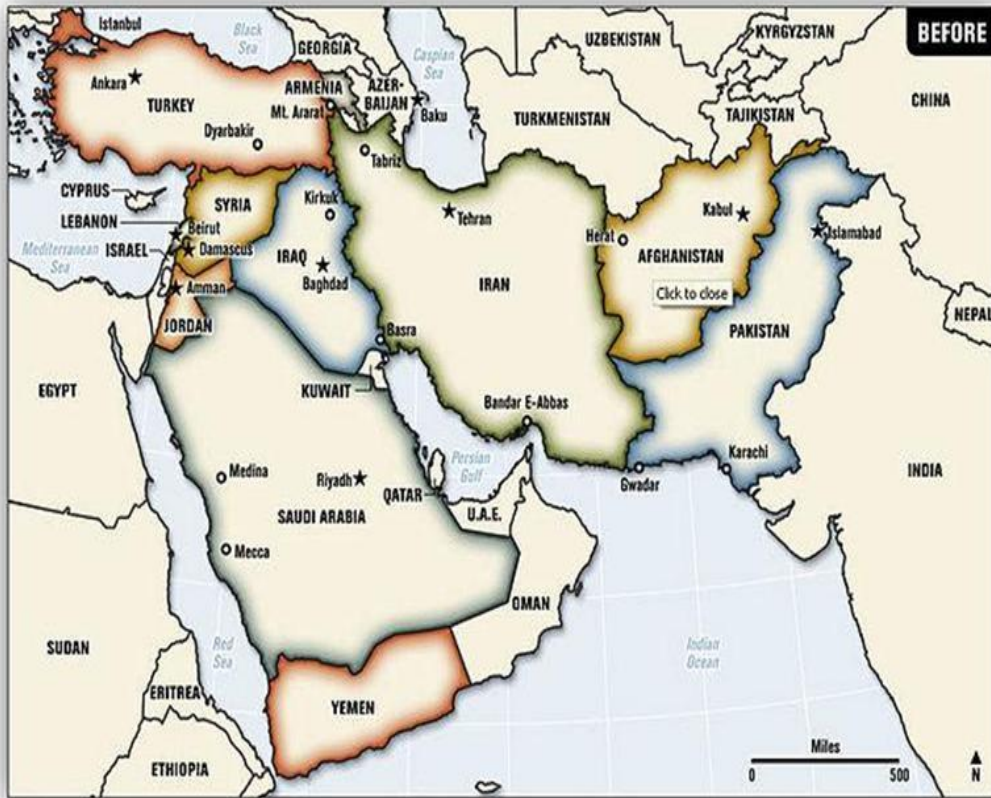 BEFORE
Istanbul
Black
Sea
GEORGIA
Caspian
Sea
UZBEKISTAN
KYRGYZSTAN
Ankara
TURKEY
ARMENIA
Mt. Ararat
AZER-
BAIJAN
Baku
TURKMENISTAN
TAJIKISTAN
CHINA
Dyarbakir
Tabriz
CYPRUS
SYRIA
Kirkuk
Tehran
Kabul
Islamabad
LEBANON
Beirut
Herat
Mediterranean
Sea
ISRAEL
Damascus
IRAQ
Baghdad
AFGHANISTAN
IRAN
Amman
Click to close
JORDAN
Basra
PAKISTAN
NEPAL
EGYPT
KUWAIT
Bandar E-Abbas
Medina
Riyadh
Persian
Gulf
QATAR
Karachi
Gwadar
INDIA
SAUDI ARABIA
U.A.E.
Mecca
OMAN
SUDAN
Red
Sea
Indian
Ocean
ERITREA
YEMEN
ETHIOPIA
Miles
0 500
N